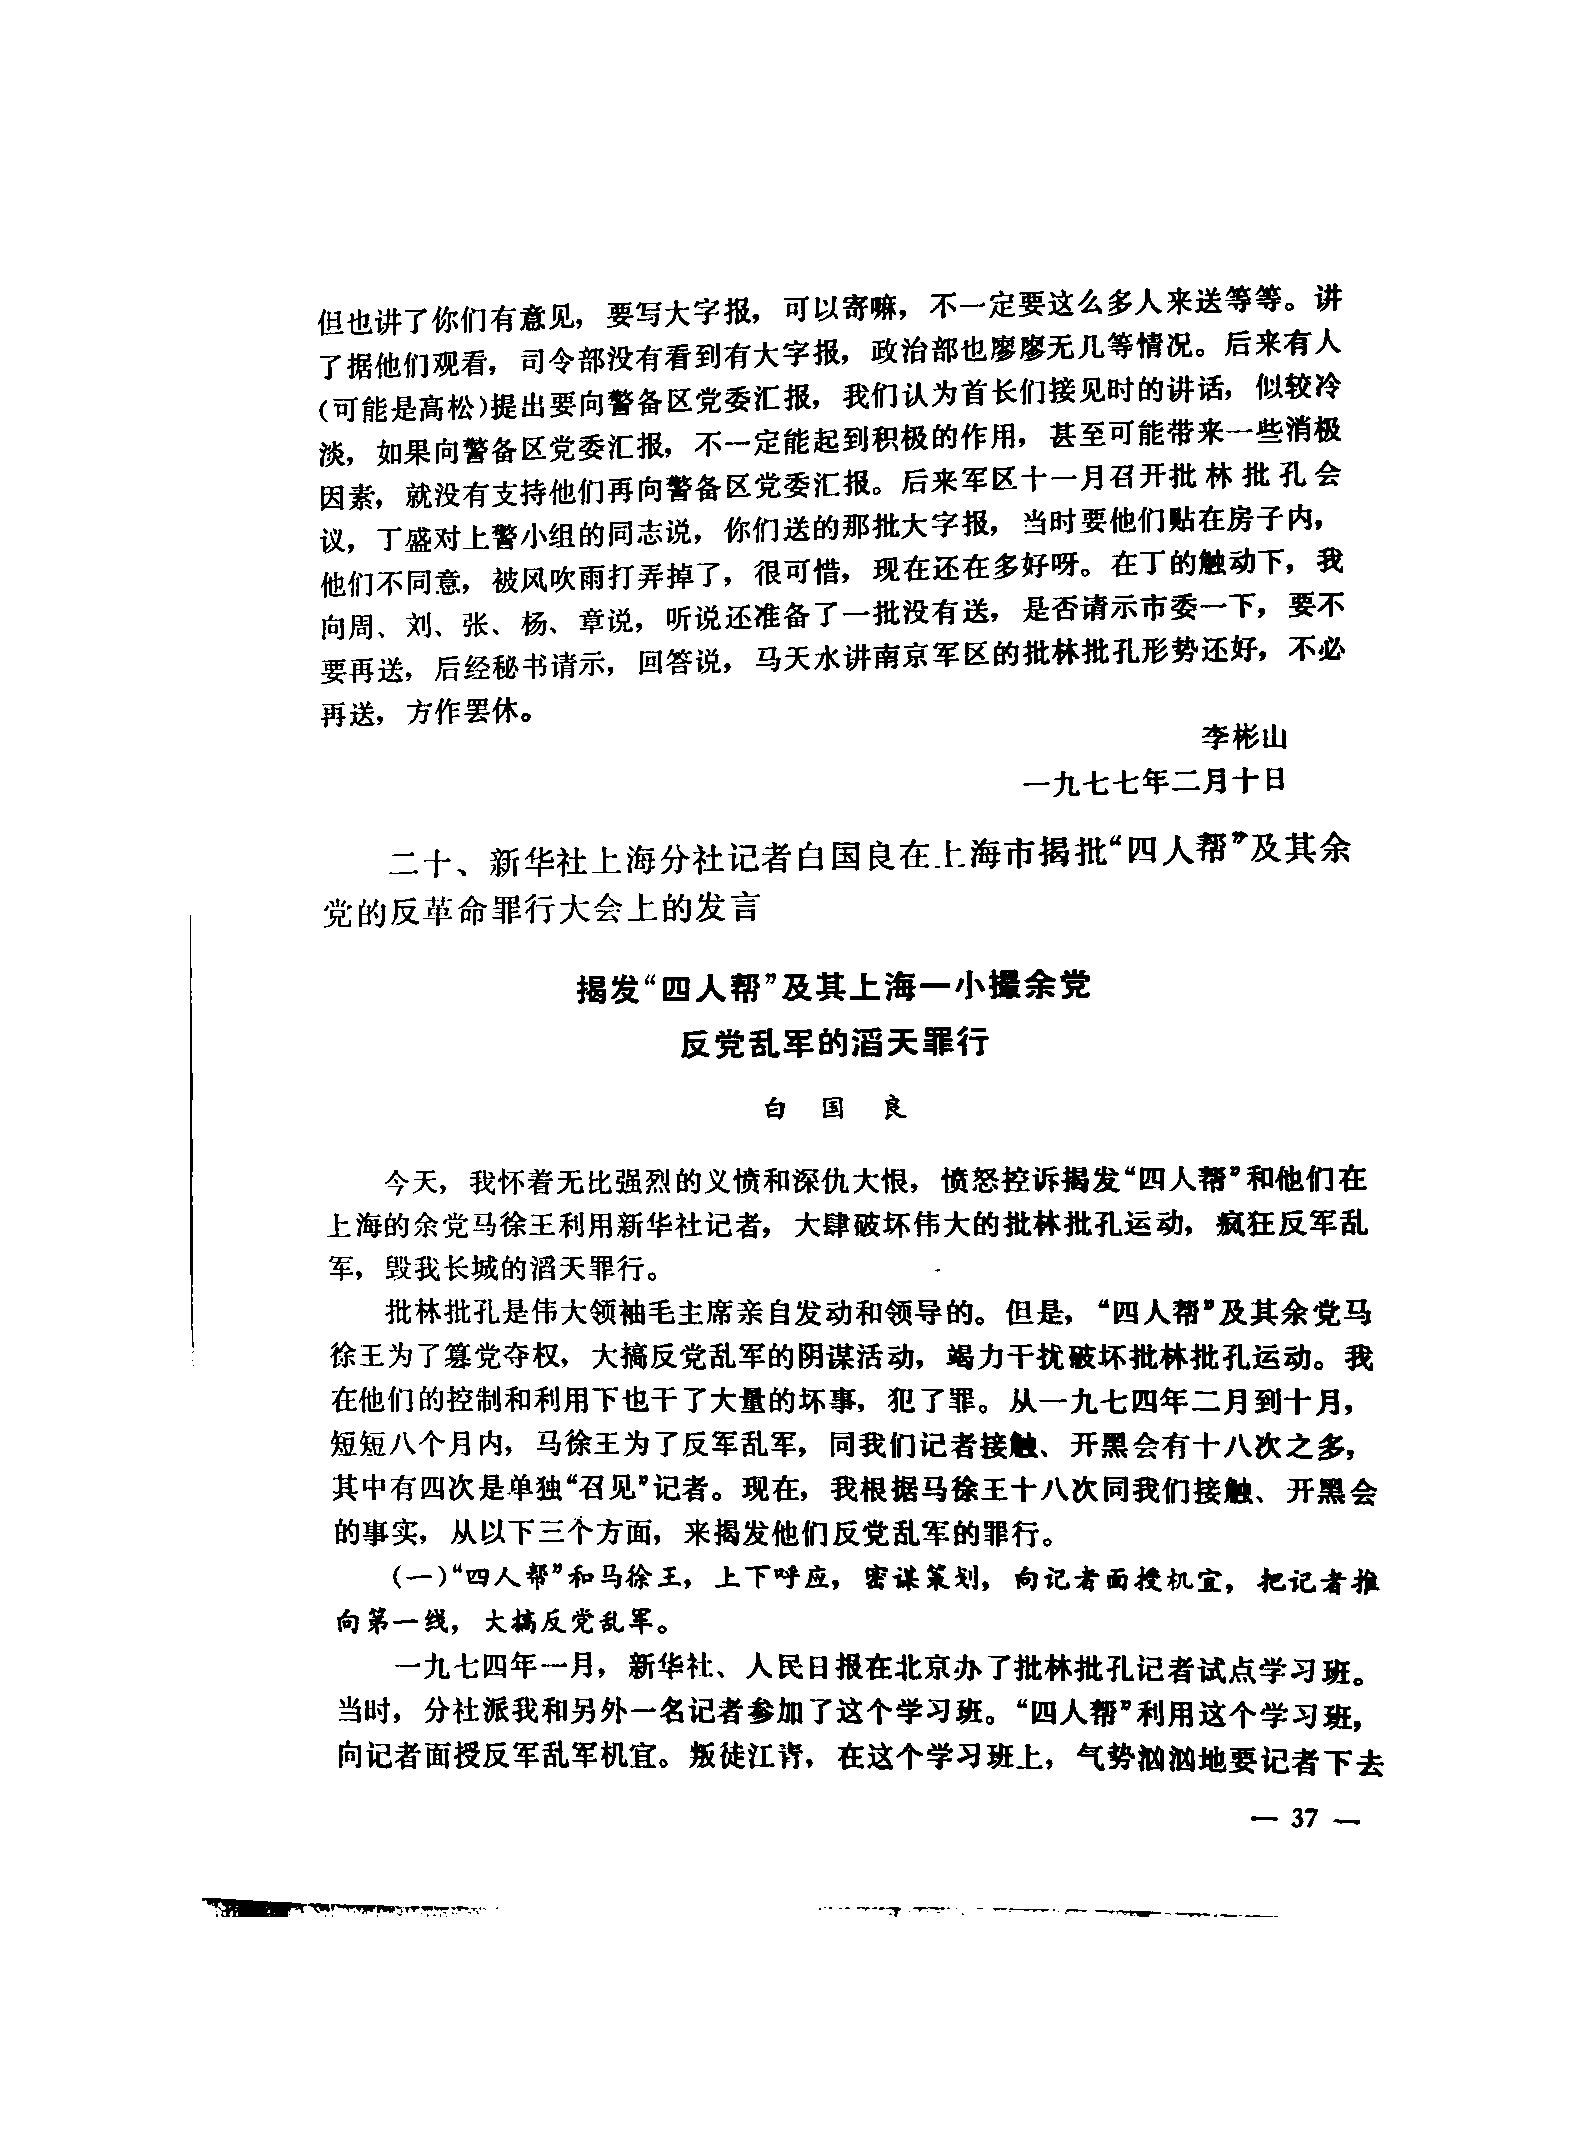 但也讲了你们有意见，要写大字报，可以寄嘛，不一定要这么多人来送等等。讲
了据他们观看，司令部没有看到有大字报，政治部也廖廖无几等情况。后来有人
(可能是高松)提出要向警备区党委汇报，我们认为首长们接见时的讲话，似较冷
淡，如果向警备区党委汇报，不一定能起到积极的作用，甚至可能带来一些消极
因素，就没有支持他们再向警备区党委汇报。后来军区十一月召开批林批孔会
议，丁盛对上警小组的同志说，你们送的那批大字报，当时要他们贴在房子内，
他们不同意，被风吹雨打弄掉了，很可惜，现在还在多好呀。在丁的触动下，我
向周、刘、张、杨、章说，听说还准备了一批没有送，是否请示市委一下，要不
要再送，后经秘书请示，回答说，马天水讲南京军区的批林批孔形势还好，不必
再送，方作罢休。
李彬山
一九七七年二月十日
二十、新华社上海分社记者白国良在上海市揭批“四人帮”及其余
党的反革命罪行大会上的发言
揭发“四人帮”及其上海一小撮余党
反党乱军的滔天罪行
白 国 良
今天，我怀着无比强烈的义愤和深仇大恨，愤怒控诉揭发“四人帮”和他们在
上海的余党马徐王利用新华社记者，大肆破坏伟大的批林批孔运动，疯狂反军乱
军，毁我长城的滔天罪行。
批林批孔是伟大领袖毛主席亲自发动和领导的。但是，“四人帮”及其余党马
徐王为了篡党夺权，大搞反党乱军的阴谋活动，竭力干扰破坏批林批孔运动。我
在他们的控制和利用下也干了大量的坏事，犯了罪。从一九七四年二月到十月，
短短八个月内，马徐王为了反军乱军，同我们记者接触、开黑会有十八次之多，
其中有四次是单独“召见”记者。现在，我根据马徐王十八次同我们接触、开黑会
的事实，从以下三个方面，来揭发他们反党乱军的罪行。
(一)“四人帮”和马徐王，上下呼应，密谋策划，向记者面授机宜，把记者推
向第一线，大搞反党乱军。
一九七四年一月，新华社、人民日报在北京办了批林批孔记者试点学习班。
当时，分社派我和另外一名记者参加了这个学习班。“四人帮”利用这个学习班，
向记者面授反军乱军机宜。叛徒江青，在这个学习班上，气势汹汹地要记者下去
— 37 —